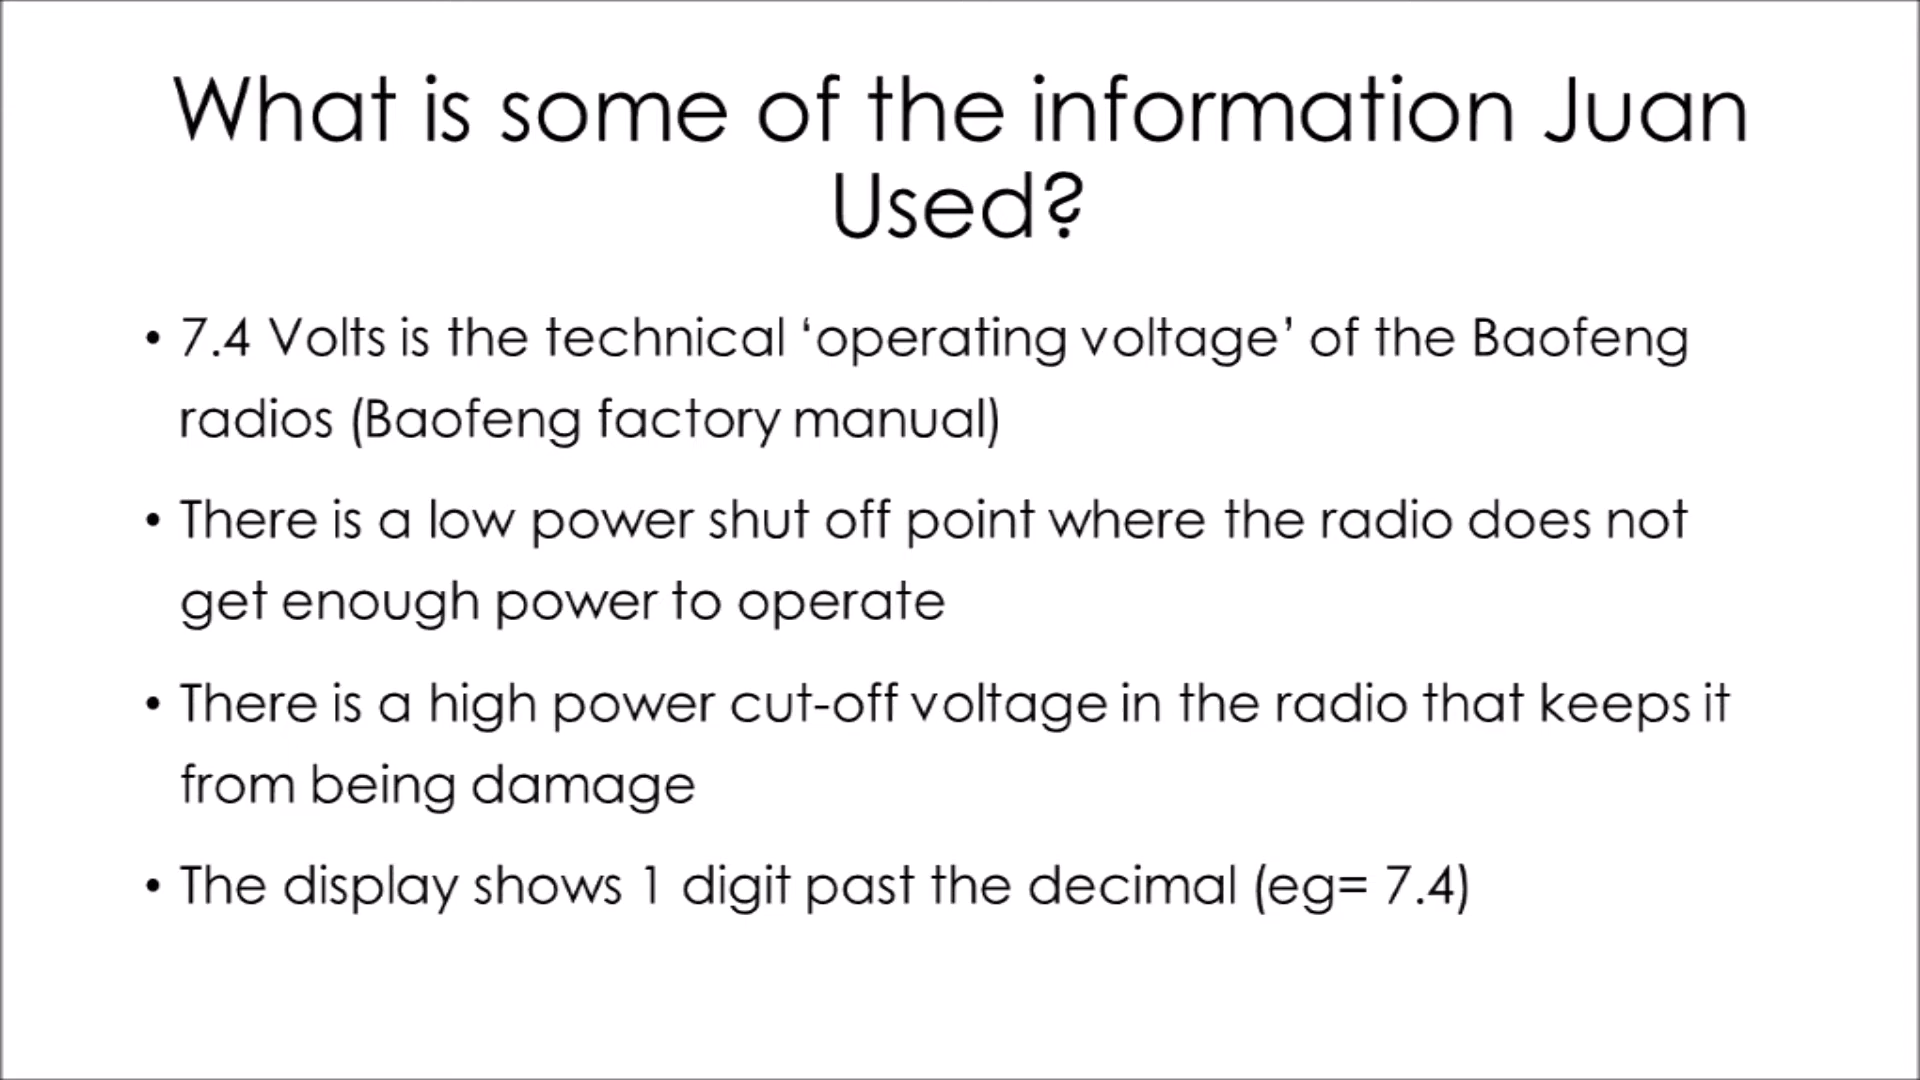 What is some of the information Juan
Used?
• 7.4 Volts is the technical ‘operating voltage’ of the Baofeng
radios (Baofeng factory manual)
• There is a low power shut off point where the radio does not
get enough power to operate
• There is a high power cut-off voltage in the radio that keeps it
from being damage
• The display shows 1 digit past the decimal (eg= 7.4)